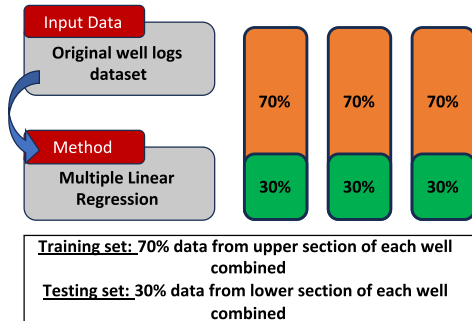 Input Data
Original well logs
dataset
Method
Multiple Linear
Regression
70%
70%
70%
30%
30%
30%
Training set: 70% data from upper section of each well
combined
Testing set: 30% data from lower section of each well
combined